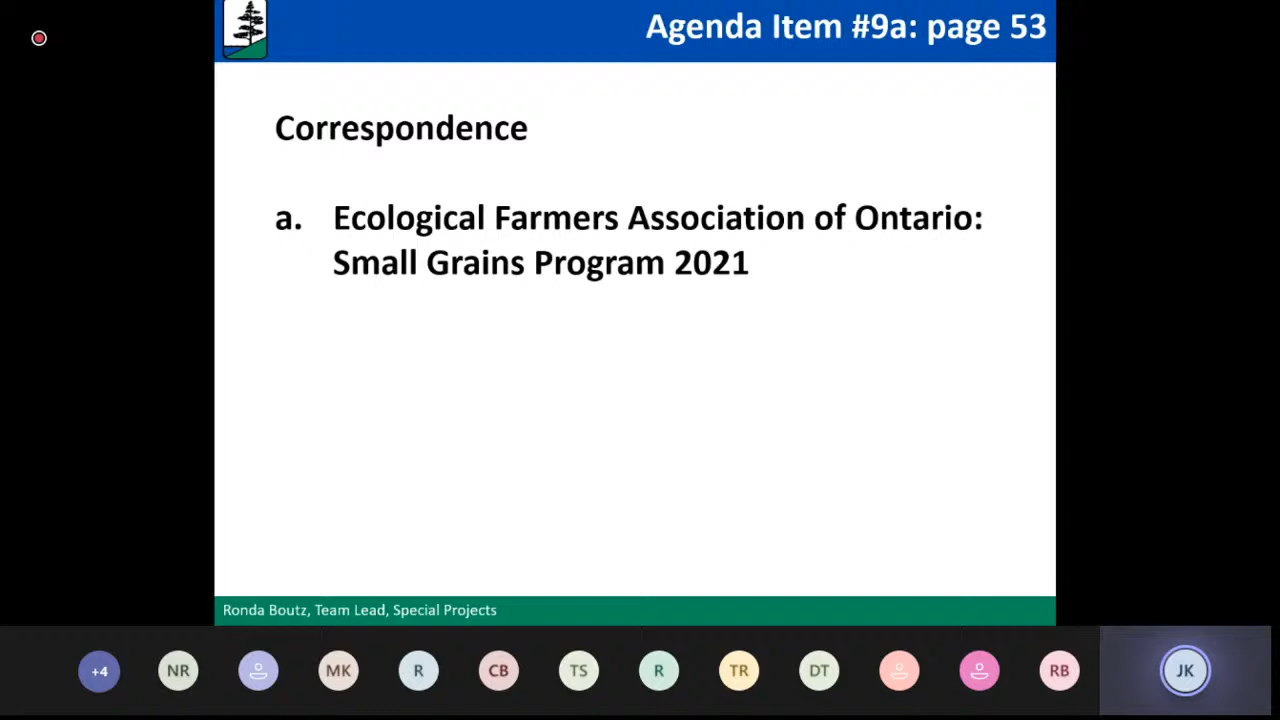 Agenda Item #9a: page 53
Correspondence
a. Ecological Farmers Association of Ontario:
Small Grains Program 2021
Ronda Boutz, Team Lead, Special Projects
+4 NR MK R CB TS R TR DT RB JK